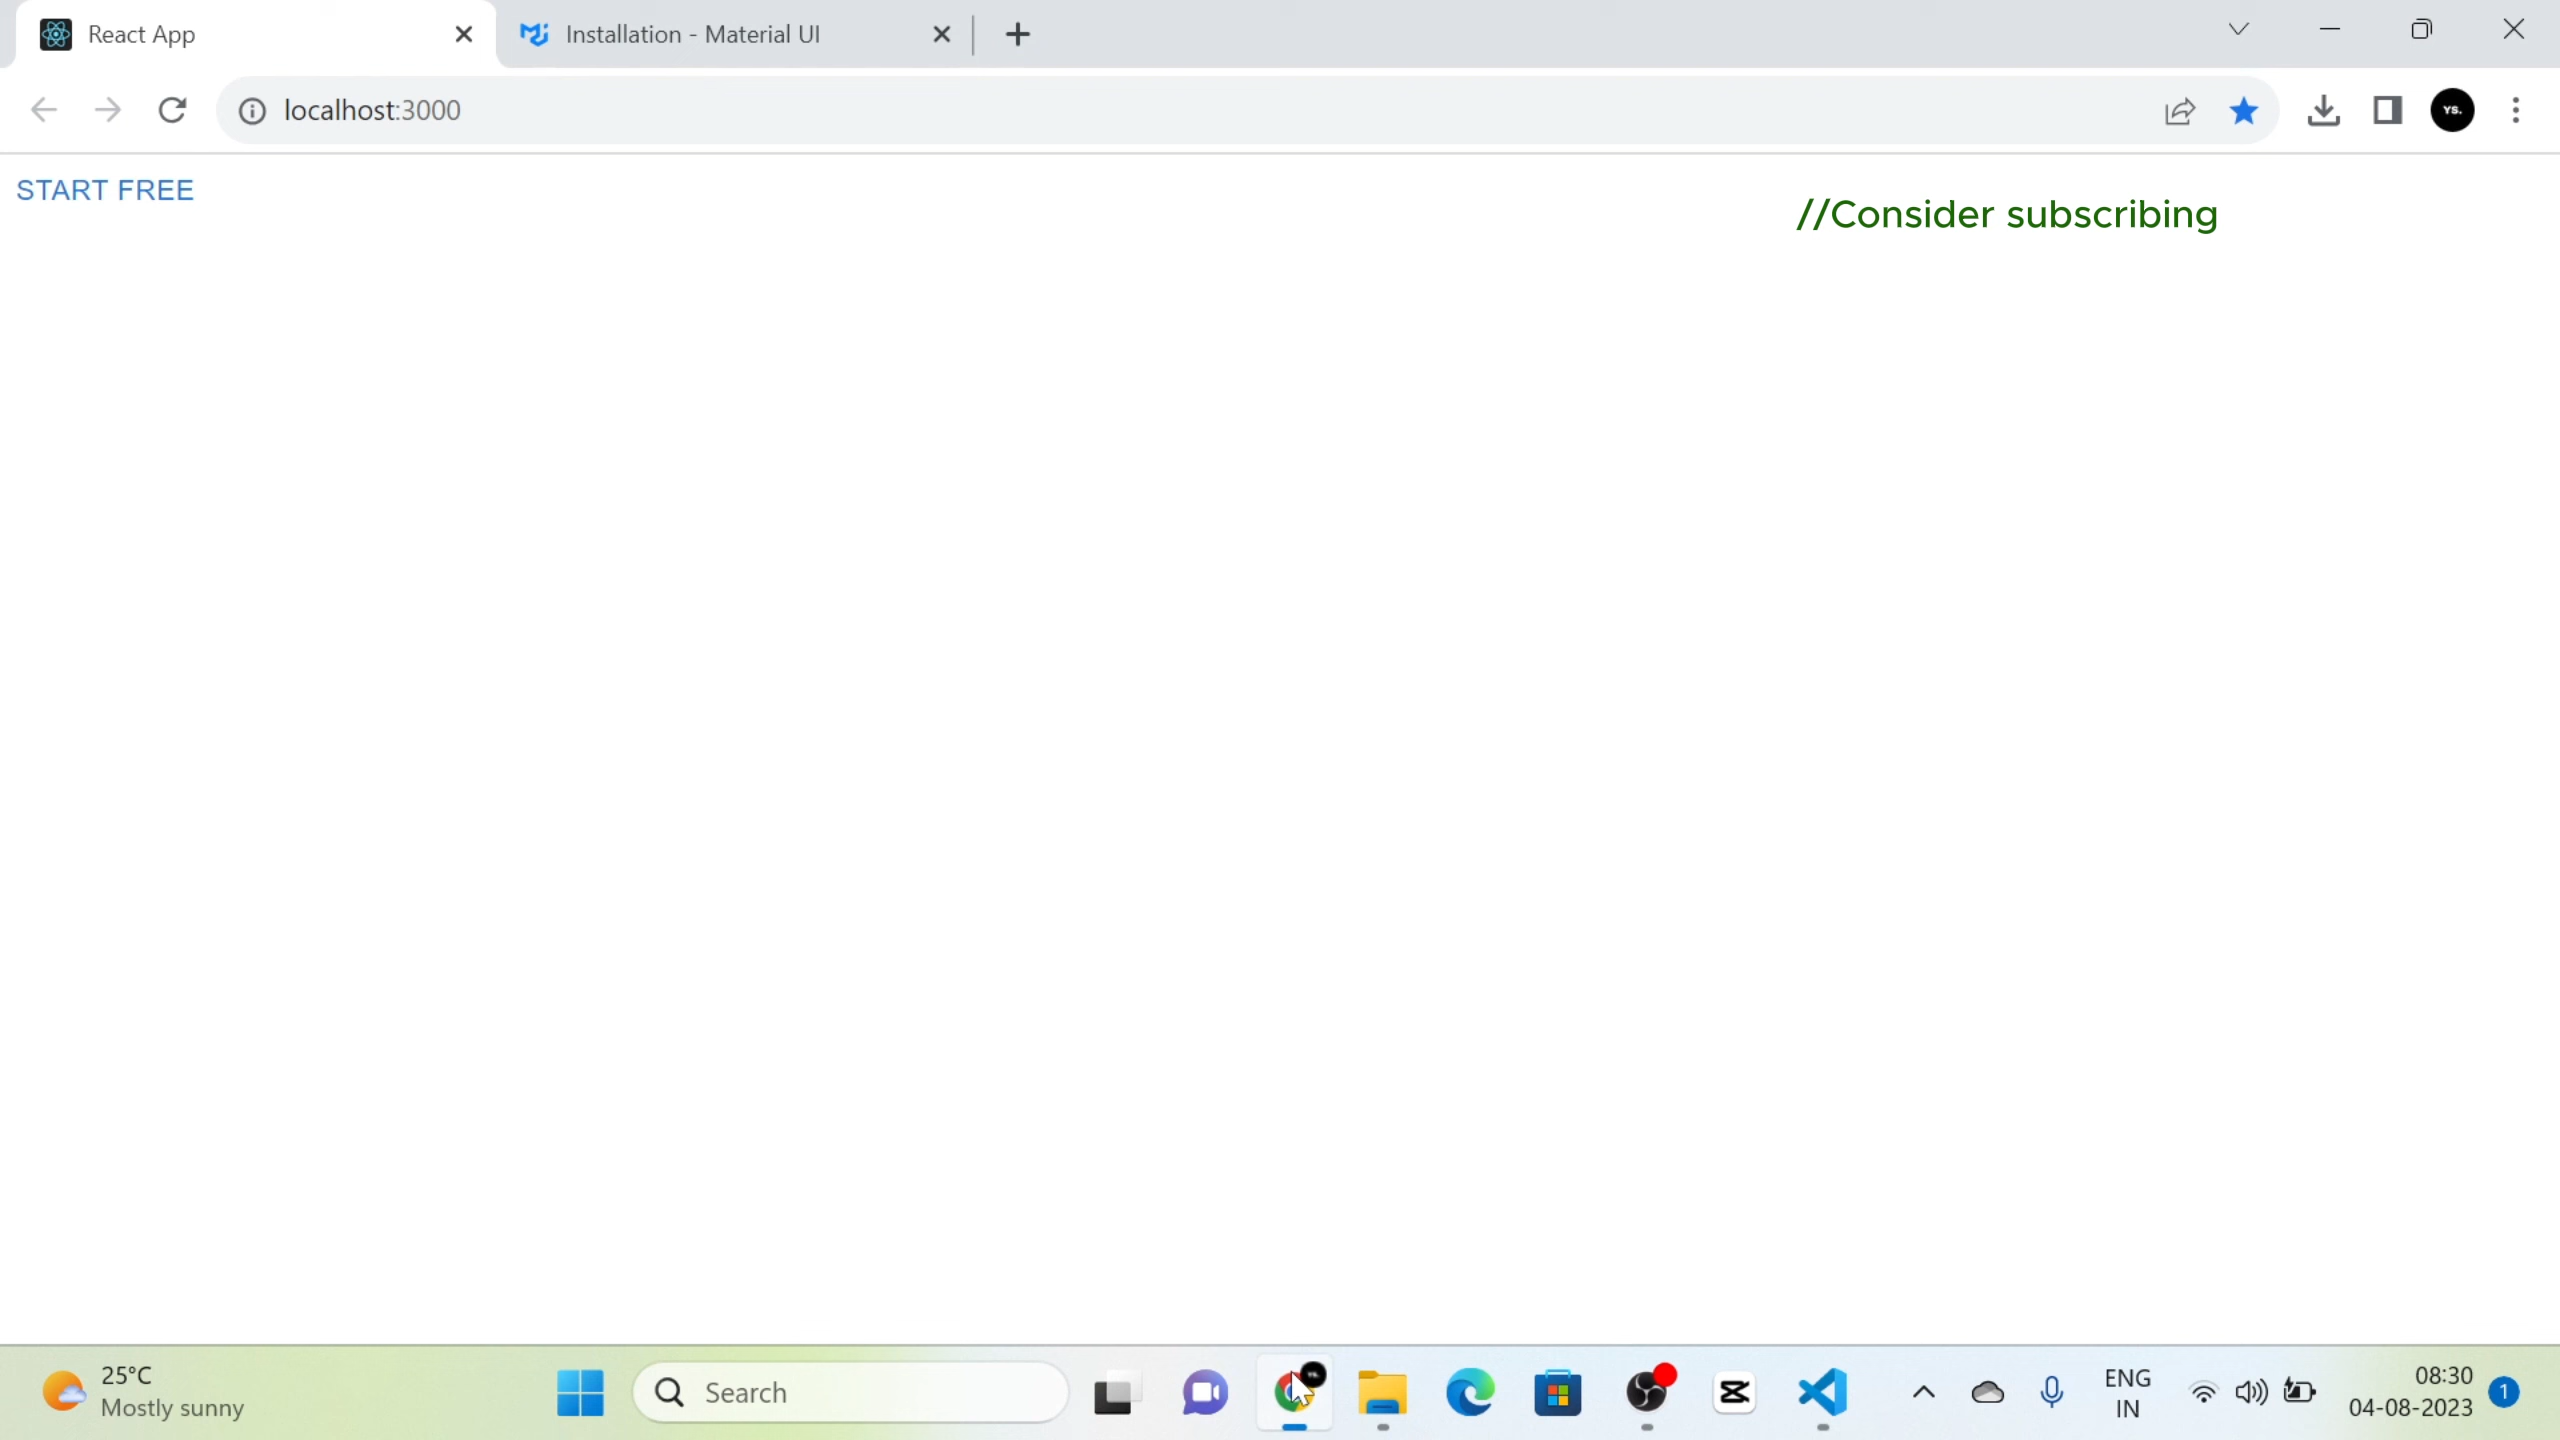 React App
Installation - Material UI
localhost:3000
YS.
START FREE
//Consider subscribing
25°C
Mostly sunny
Search
ENG
IN
08:30
04-08-2023
1